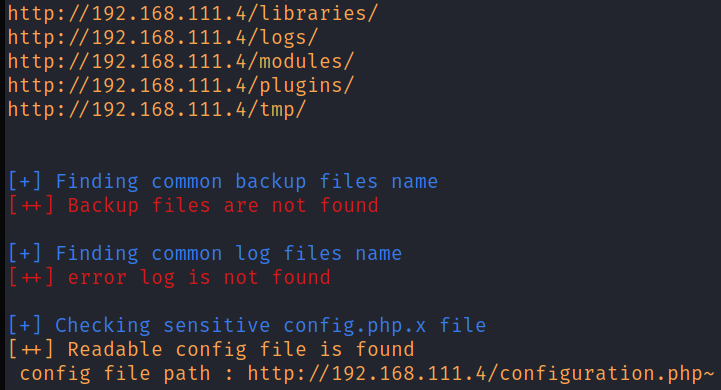 http://192.168.111.4/libraries/
http://192.168.111.4/logs/
http://192.168.111.4/modules/
http://192.168.111.4/plugins/
http://192.168.111.4/tmp/
[+] Finding common backup files name
[++] Backup files are not found
[+] Finding common log files name
[++] error log is not found
[+] Checking sensitive config.php.x file
[++] Readable config file is found
config file path : http://192.168.111.4/configuration.php~